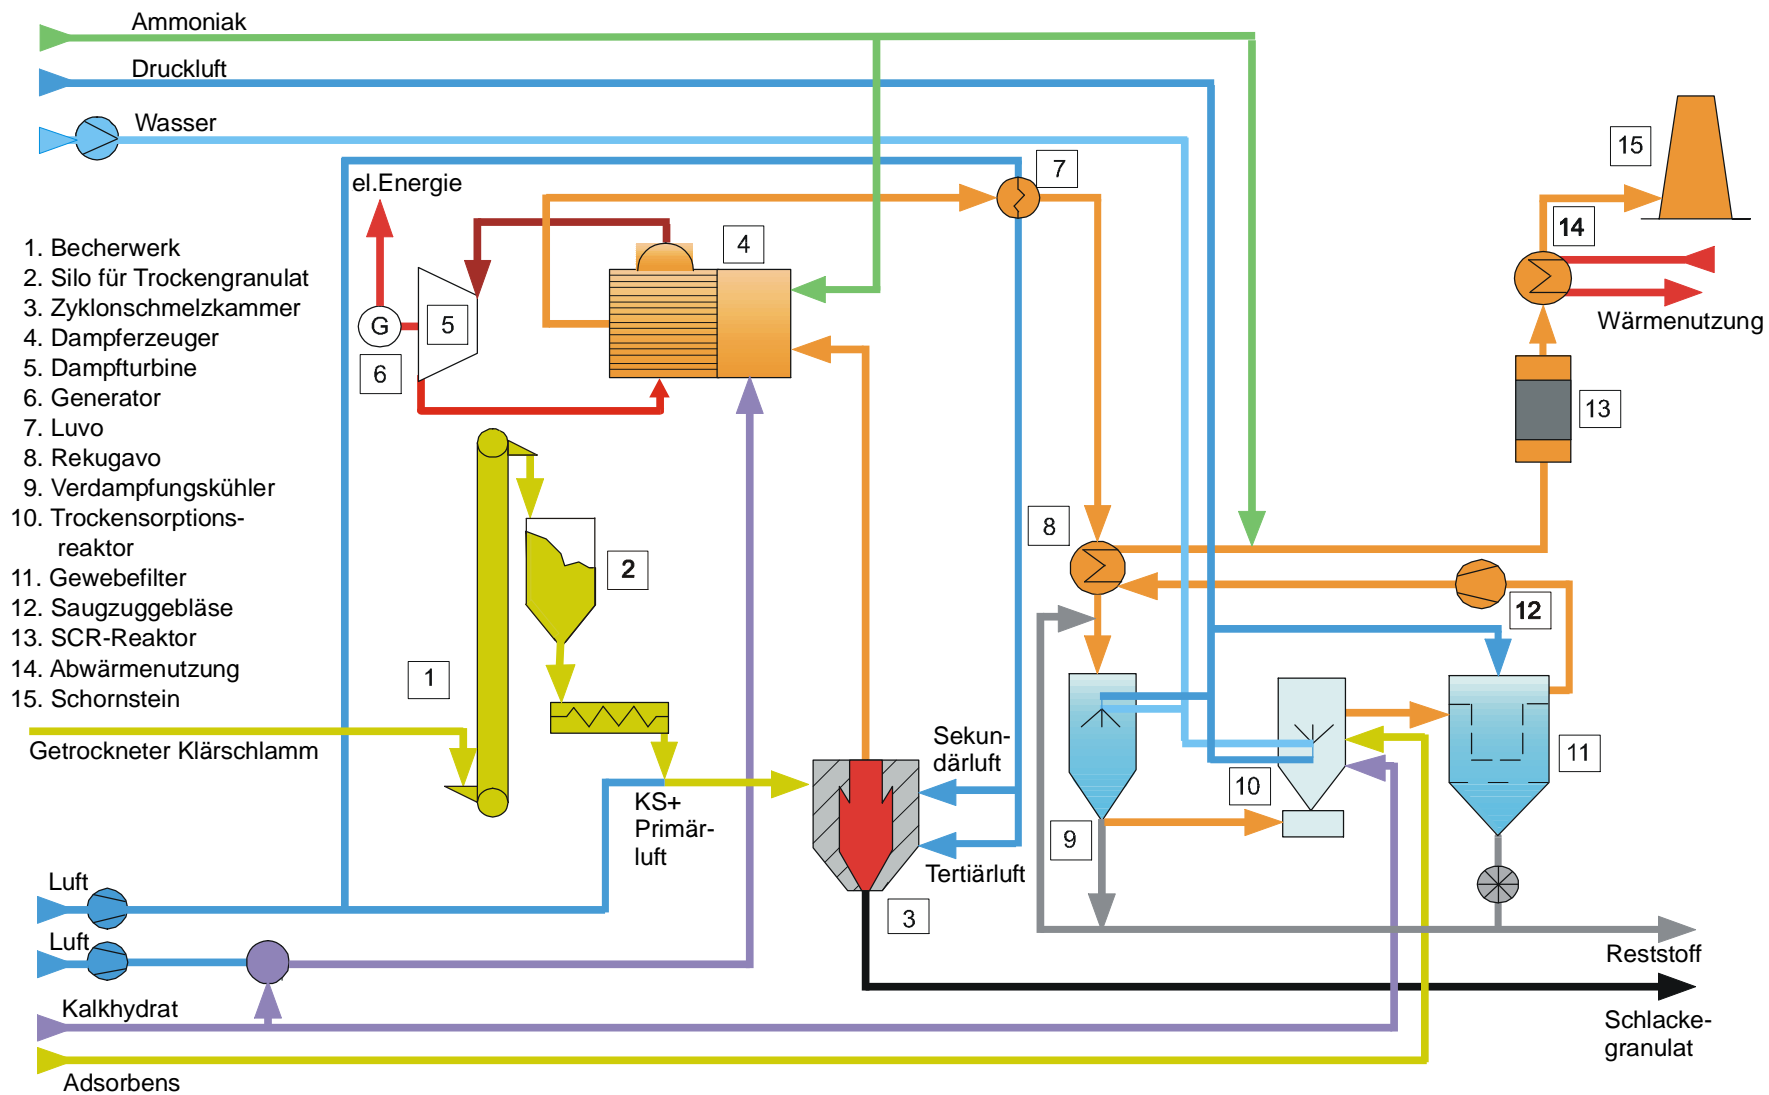 Ammoniak
Druckluft
Wasser
el.Energie
1. Becherwerk
2. Silo für Trockengranulat
3. Zyklonschmelzkammer
4. Dampferzeuger
5. Dampfturbine
6. Generator
7. Luvo
8. Rekugavo
9. Verdampfungskühler
10. Trockensorptions-
reaktor
11. Gewebefilter
12. Saugzuggebläse
13. SCR-Reaktor
14. Abwärmenutzung
15. Schornstein
Getrockneter Klärschlamm
G
6
5
4
7
15
14
Wärmenutzung
13
8
12
2
1
KS+
Primär-
luft
Sekun-
därluft
Tertiärluft
3
9
10
11
Luft
Luft
Kalkhydrat
Adsorbens
Reststoff
Schlacke-
granulat